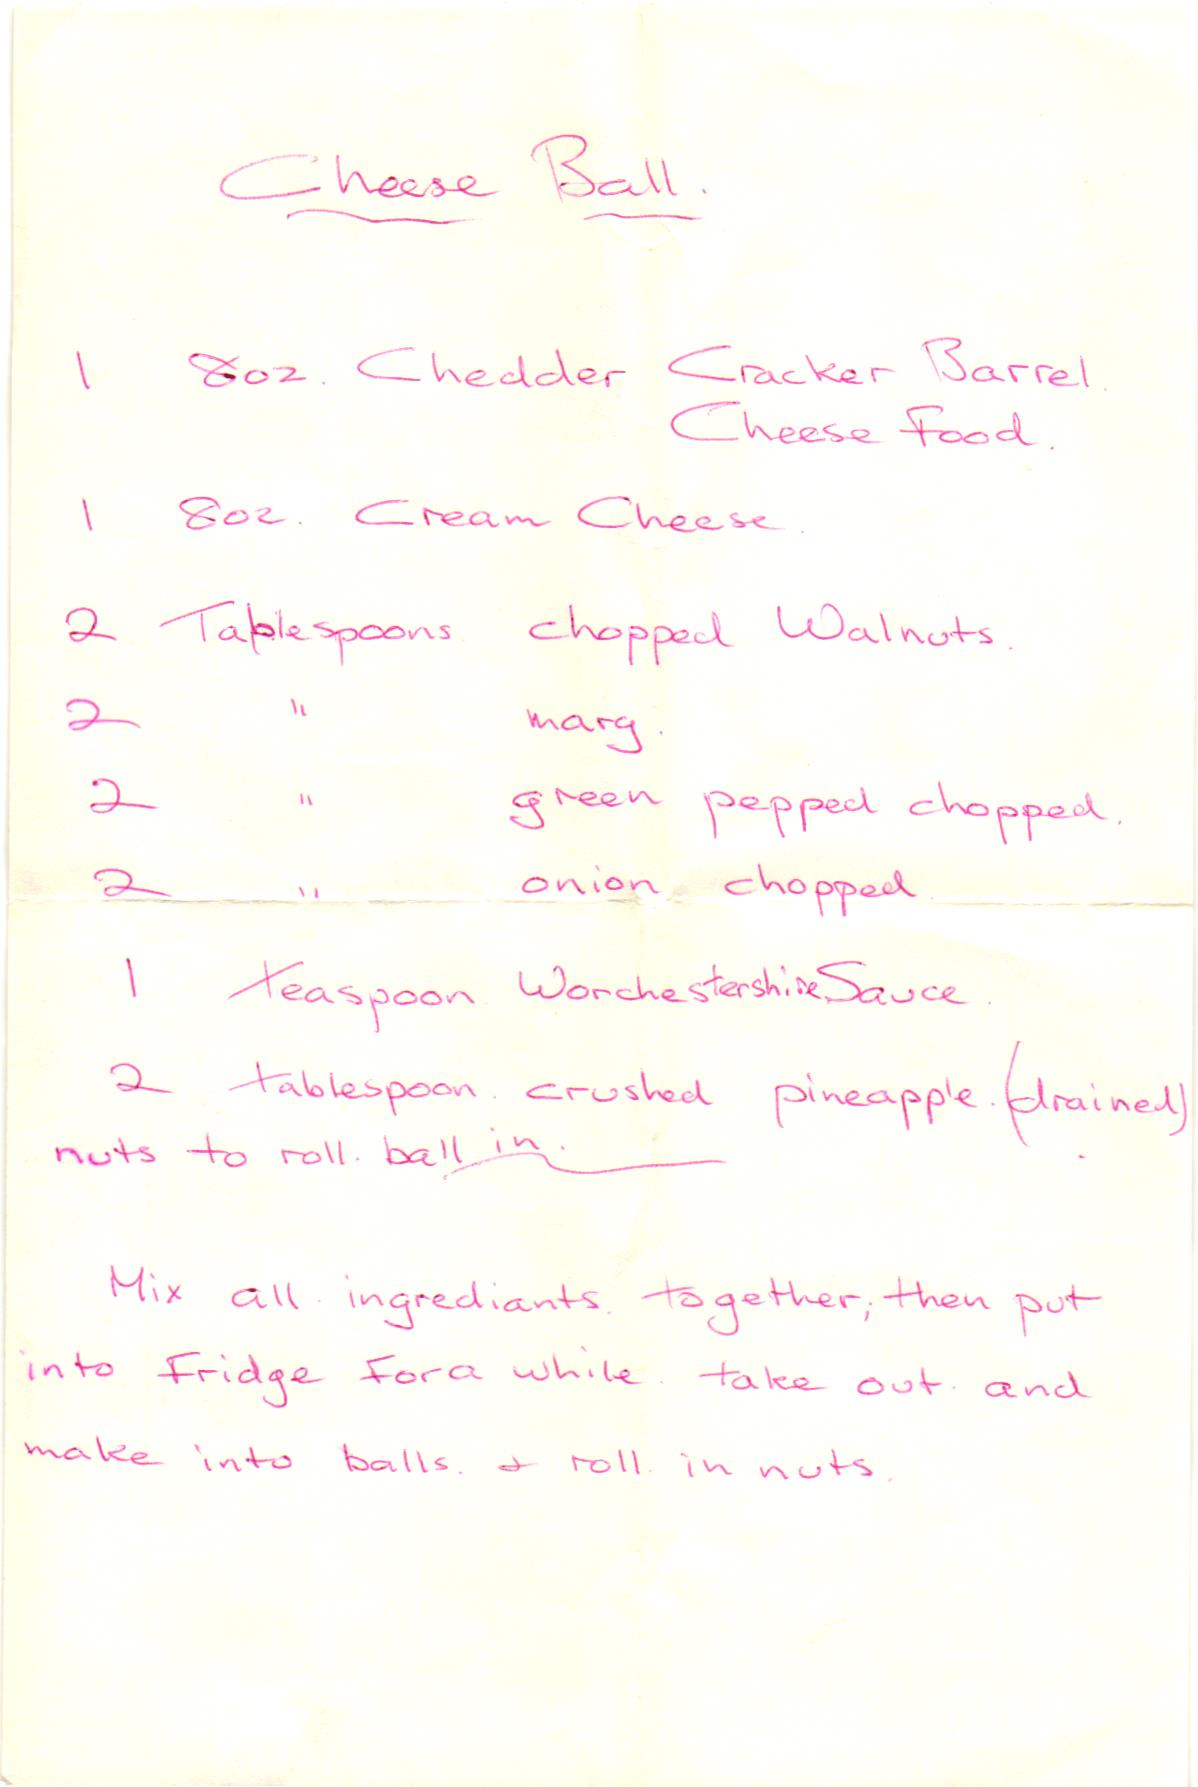 Cheese Ball.
1 8oz. Chedder Cracker Barrel.
Cheese Food.
1 8oz. Cream Cheese.
2 Tablespoons chopped Walnuts.
2 " marg.
2 " green pepped chopped.
2 " onion chopped
1 teaspoon Worchestershire Sauce.
2 tablespoon. crushed pineapple. (drained)
nuts to roll. ball in.
Mix all ingrediants. together, then put
into Fridge For a while. take out. and
make into balls. & roll. in nuts.